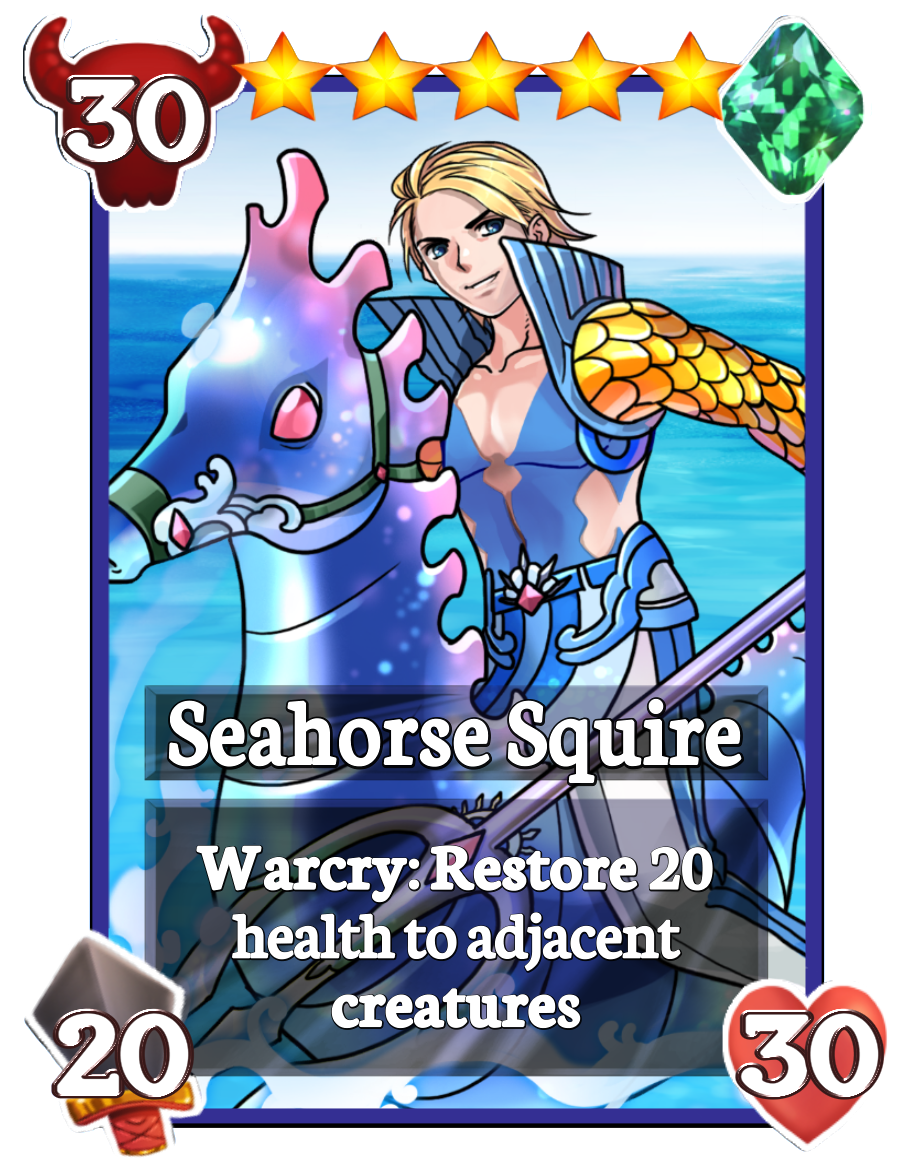 30
Seahorse Squire
Warcry: Restore 20
health to adjacent
creatures
20
30